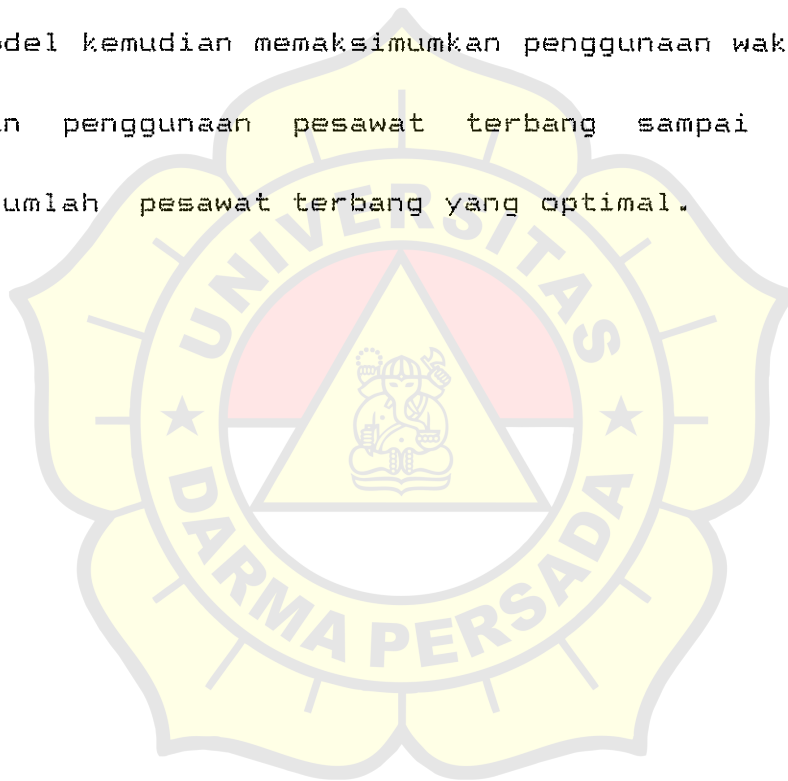 del kemudian memaksimumkan penggunaan wak
n penggunaan pesawat terbang sampai
umlah pesawat terbang yang optimal.
UNIVERSITAS
DARMA PERSADA